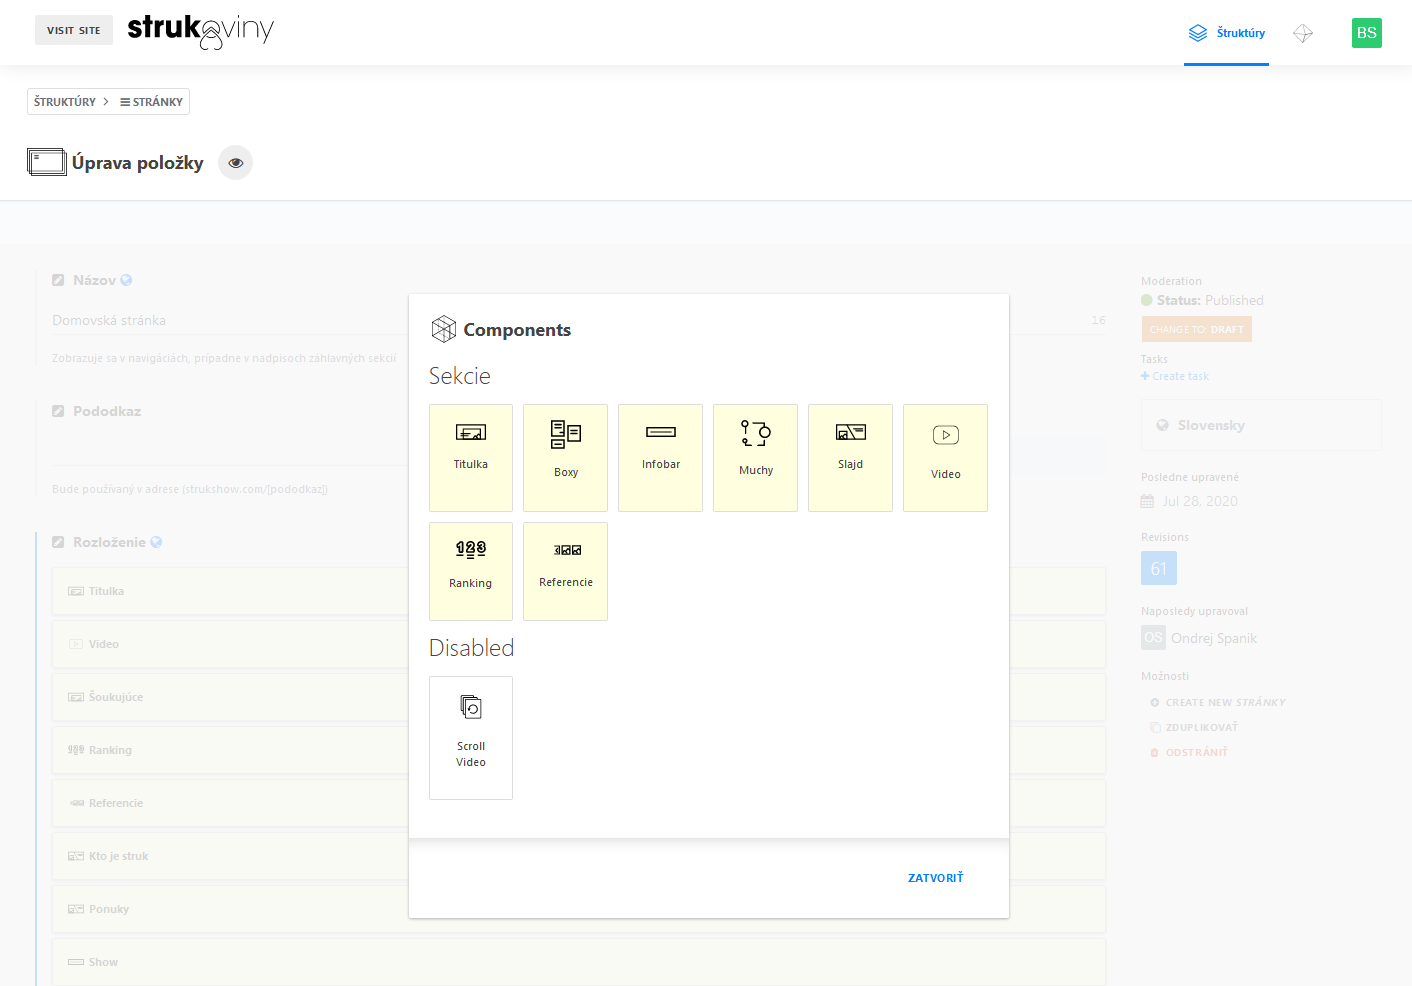 VISIT SITE
strukoviny
Štruktúry
BS
ŠTRUKTÚRY > STRÁNKY
Úprava položky
Názov
Domovská stránka
16
Zobrazuje sa v navigáciách, prípadne v nadpisoch záhlavných sekcií
Pododkaz
Bude používaný v adrese (strukshow.com/[pododkaz])
Rozloženie
Titulka
Video
Šoukujúce
Ranking
Referencie
Kto je struk
Ponuky
Show
Components
Sekcie
Titulka
Boxy
Infobar
Muchy
Slajd
Video
123
Ranking
Referencie
Disabled
Scroll
Video
ZATVORIŤ
Moderation
Status: Published
CHANGE TO: DRAFT
Tasks
Create task
Slovensky
Posledne upravené
Jul 28, 2020
Revisions
61
Naposledy upravoval
OS Ondrej Spanik
Možnosti
CREATE NEW STRÁNKY
ZDUPLIKOVAŤ
ODSTRÁNIŤ